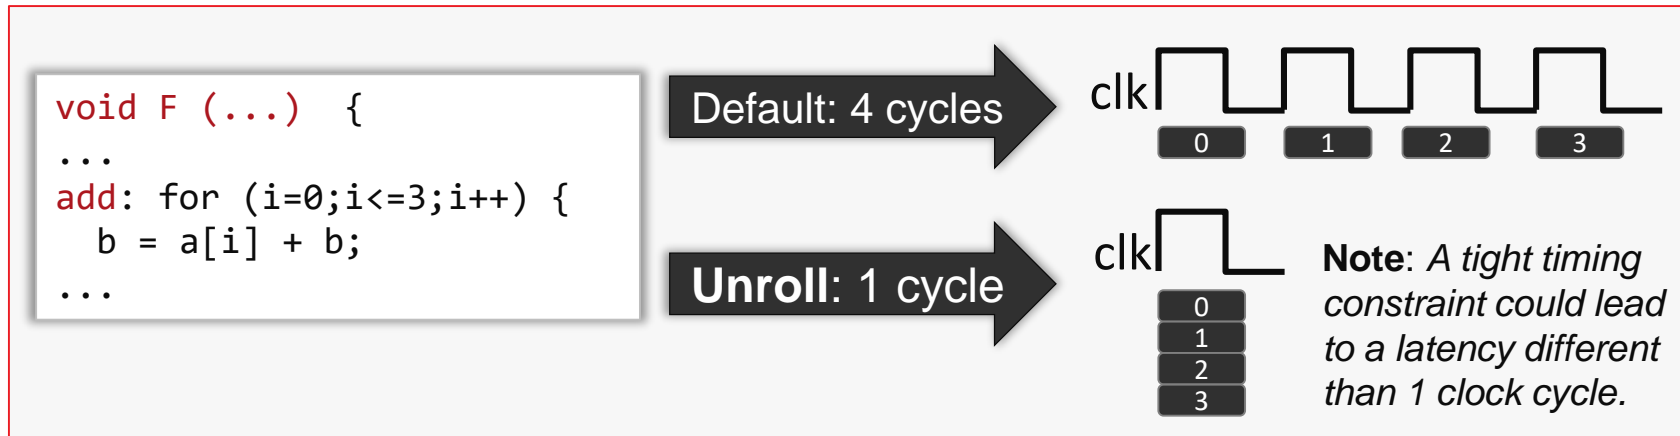 void F (...)  {
...
add: for (i=0;i<=3;i++) {
  b = a[i] + b;
...
Default: 4 cycles
clk
0 1 2 3
Unroll: 1 cycle
clk
0
1
2
3
Note: A tight timing
constraint could lead
to a latency different
than 1 clock cycle.